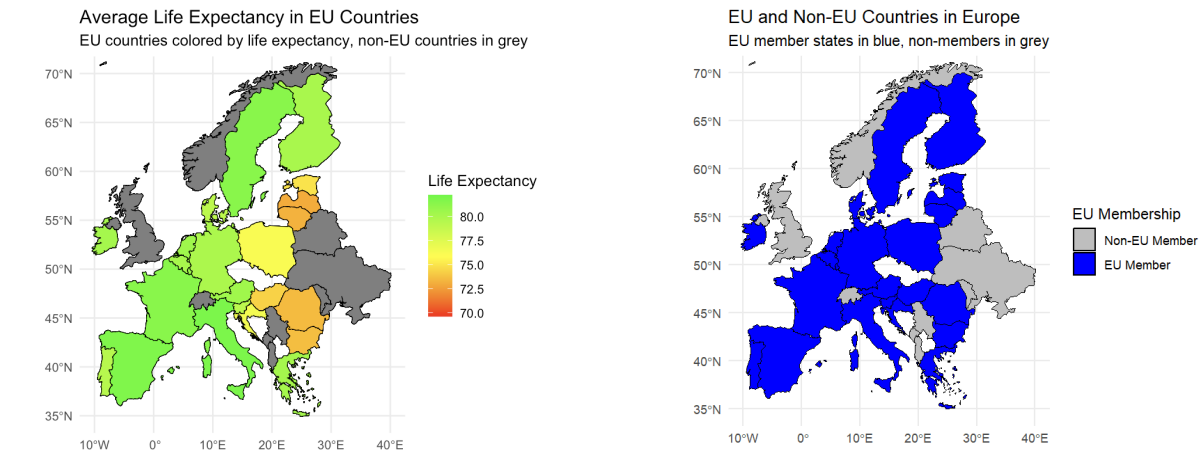 Average Life Expectancy in EU Countries
EU countries colored by life expectancy, non-EU countries in grey
70°N
65°N
60°N
55°N
50°N
45°N
40°N
35°N
10°W
0°
10°E
20°E
30°E
40°E
Life Expectancy
80.0
77.5
75.0
72.5
70.0
EU and Non-EU Countries in Europe
EU member states in blue, non-members in grey
70°N
65°N
60°N
55°N
50°N
45°N
40°N
35°N
10°W
0°
10°E
20°E
30°E
40°E
EU Membership
Non-EU Member
EU Member